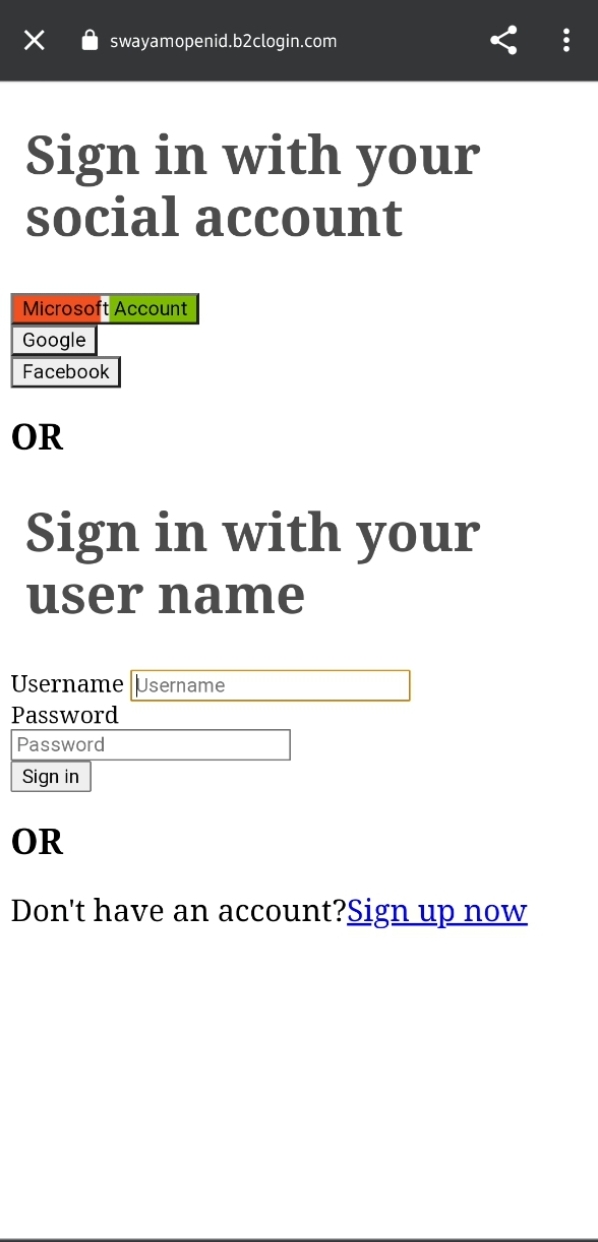 swayamopenid.b2clogin.com
Sign in with your
social account
Microsoft Account
Google
Facebook
OR
Sign in with your
user name
Username Username
Password
Password
Sign in
OR
Don't have an account?Sign up now